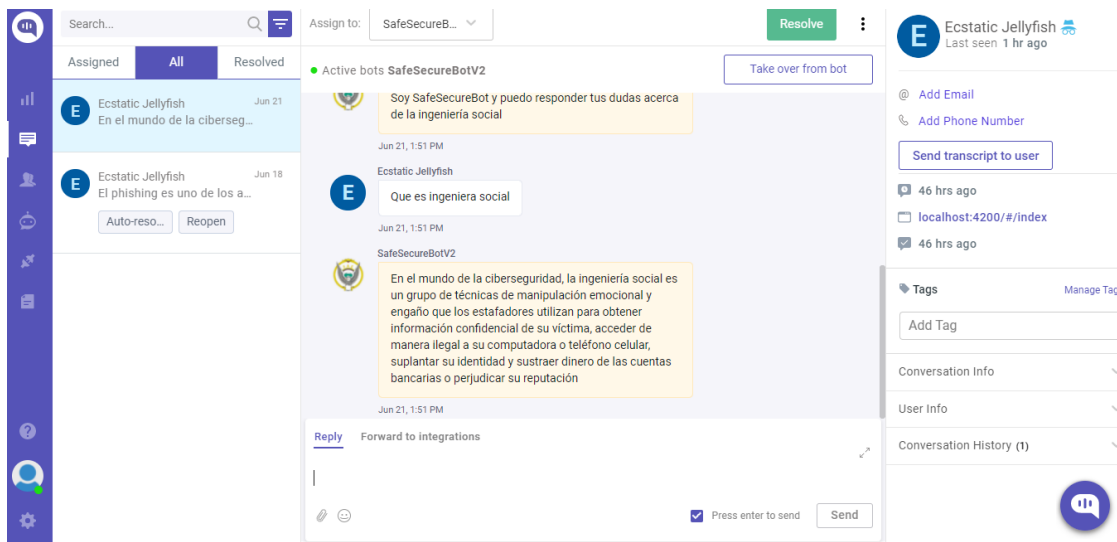 Search...
Assigned
All
Resolved
E
Ecstatic Jellyfish
Jun 21
En el mundo de la ciberseg...
E
Ecstatic Jellyfish
Jun 18
El phishing es uno de los a...
Auto-reso...
Reopen
Assign to:
SafeSecureB...
Resolve
Active bots SafeSecureBotV2
Take over from bot
Soy SafeSecureBot y puedo responder tus dudas acerca
de la ingeniería social
Jun 21, 1:51 PM
Ecstatic Jellyfish
E
Que es ingeniera social
Jun 21, 1:51 PM
SafeSecureBotV2
En el mundo de la ciberseguridad, la ingeniería social es
un grupo de técnicas de manipulación emocional y
engaño que los estafadores utilizan para obtener
información confidencial de su víctima, acceder de
manera ilegal a su computadora o teléfono celular,
suplantar su identidad y sustraer dinero de las cuentas
bancarias o perjudicar su reputación
Jun 21, 1:51 PM
Reply
Forward to integrations
Press enter to send
Send
E
Ecstatic Jellyfish
Last seen 1 hr ago
@ Add Email
Add Phone Number
Send transcript to user
46 hrs ago
localhost:4200/#/index
46 hrs ago
Tags
Manage Tag
Add Tag
Conversation Info
User Info
Conversation History (1)